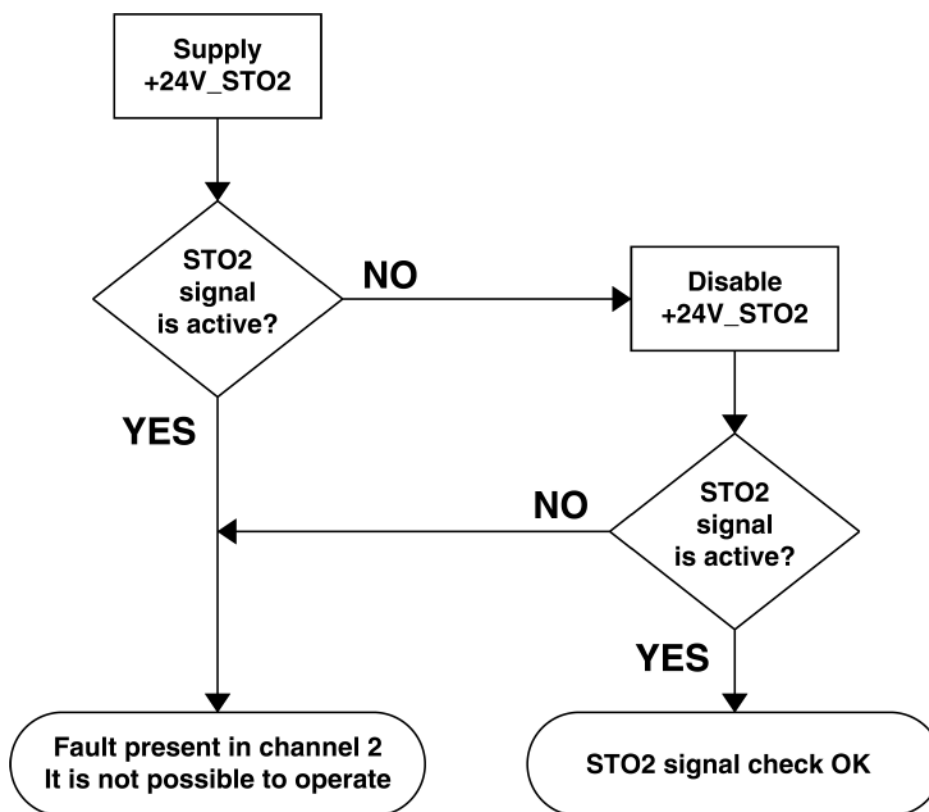 Supply
+24V_STO2
STO2
signal
is active?
NO
Disable
+24V_STO2
YES
NO
STO2
signal
is active?
YES
Fault present in channel 2
It is not possible to operate
STO2 signal check OK